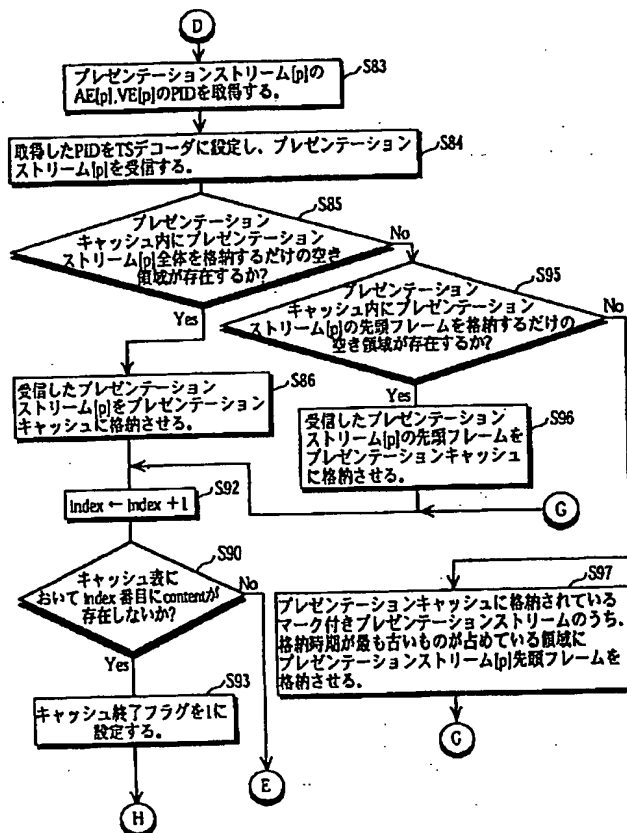 D
S83
プレゼンテーションストリーム[p]の
AE[p],VE[p]のPIDを取得する。
S84
取得したPIDをTSデコーダに設定し、プレゼンテーション
ストリーム[p]を受信する。
S85
プレゼンテーション
キャッシュ内にプレゼンテーション
ストリーム[p]全体を格納するだけの空き
領域が存在するか?
No
Yes
S95
プレゼンテーション
キャッシュ内にプレゼンテーション
ストリーム[p]の先頭フレームを格納するだけの
空き領域が存在するか?
No
Yes
S86
受信したプレゼンテーション
ストリーム[p]をプレゼンテーション
キャッシュに格納させる。
S96
受信したプレゼンテーション
ストリーム[p]の先頭フレームを
プレゼンテーションキャッシュ
に格納させる。
G
S92
index ← index +1
S90
キャッシュ表に
おいて index 番目にcontentが
存在しないか?
No
Yes
S97
プレゼンテーションキャッシュに格納されている
マーク付きプレゼンテーションストリームのうち、
格納時期が最も古いものが占めている領域に
プレゼンテーションストリーム[p]先頭フレームを
格納させる。
G
S93
キャッシュ終了フラグを1に
設定する。
E
H